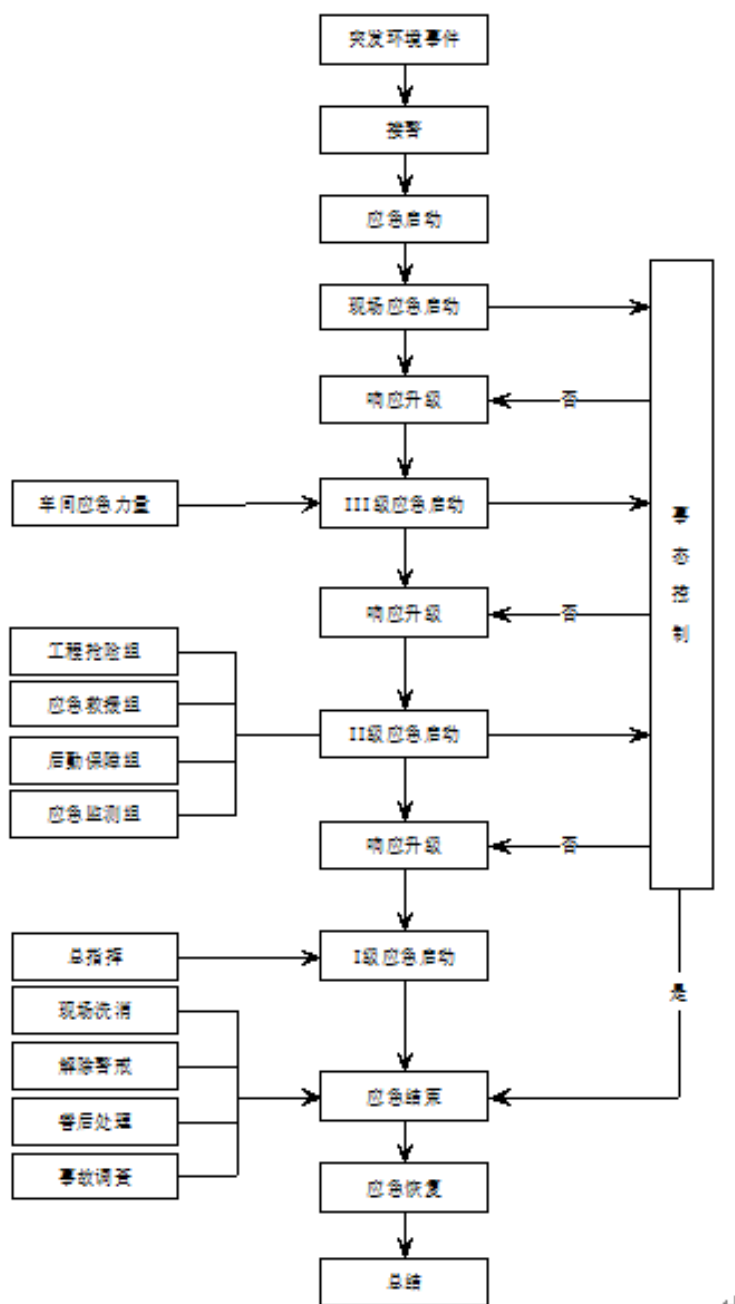 突发环境事件
接警
应急启动
现场应急启动
响应升级
否
车间应急力量
III级应急启动
事态控制
响应升级
否
工程抢险组
应急救援组
II级应急启动
后勤保障组
应急监测组
响应升级
否
总指挥
I级应急启动
现场洗消
是
解除警戒
应急结束
善后处理
事故调查
应急恢复
总结